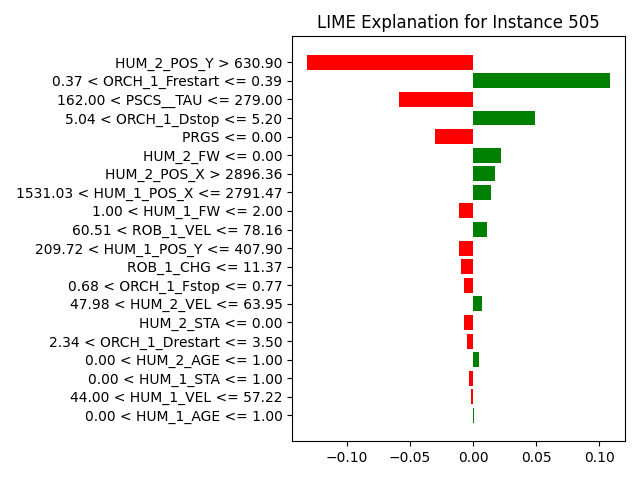 LIME Explanation for Instance 505
HUM_2_POS_Y > 630.90
0.37 < ORCH_1_Frestart <= 0.39
162.00 < PSCS__TAU <= 279.00
5.04 < ORCH_1_Dstop <= 5.20
PRGS <= 0.00
HUM_2_FW <= 0.00
HUM_2_POS_X > 2896.36
1531.03 < HUM_1_POS_X <= 2791.47
1.00 < HUM_1_FW <= 2.00
60.51 < ROB_1_VEL <= 78.16
209.72 < HUM_1_POS_Y <= 407.90
ROB_1_CHG <= 11.37
0.68 < ORCH_1_Fstop <= 0.77
47.98 < HUM_2_VEL <= 63.95
HUM_2_STA <= 0.00
2.34 < ORCH_1_Drestart <= 3.50
0.00 < HUM_2_AGE <= 1.00
0.00 < HUM_1_STA <= 1.00
44.00 < HUM_1_VEL <= 57.22
0.00 < HUM_1_AGE <= 1.00
−0.10 −0.05 0.00 0.05 0.10